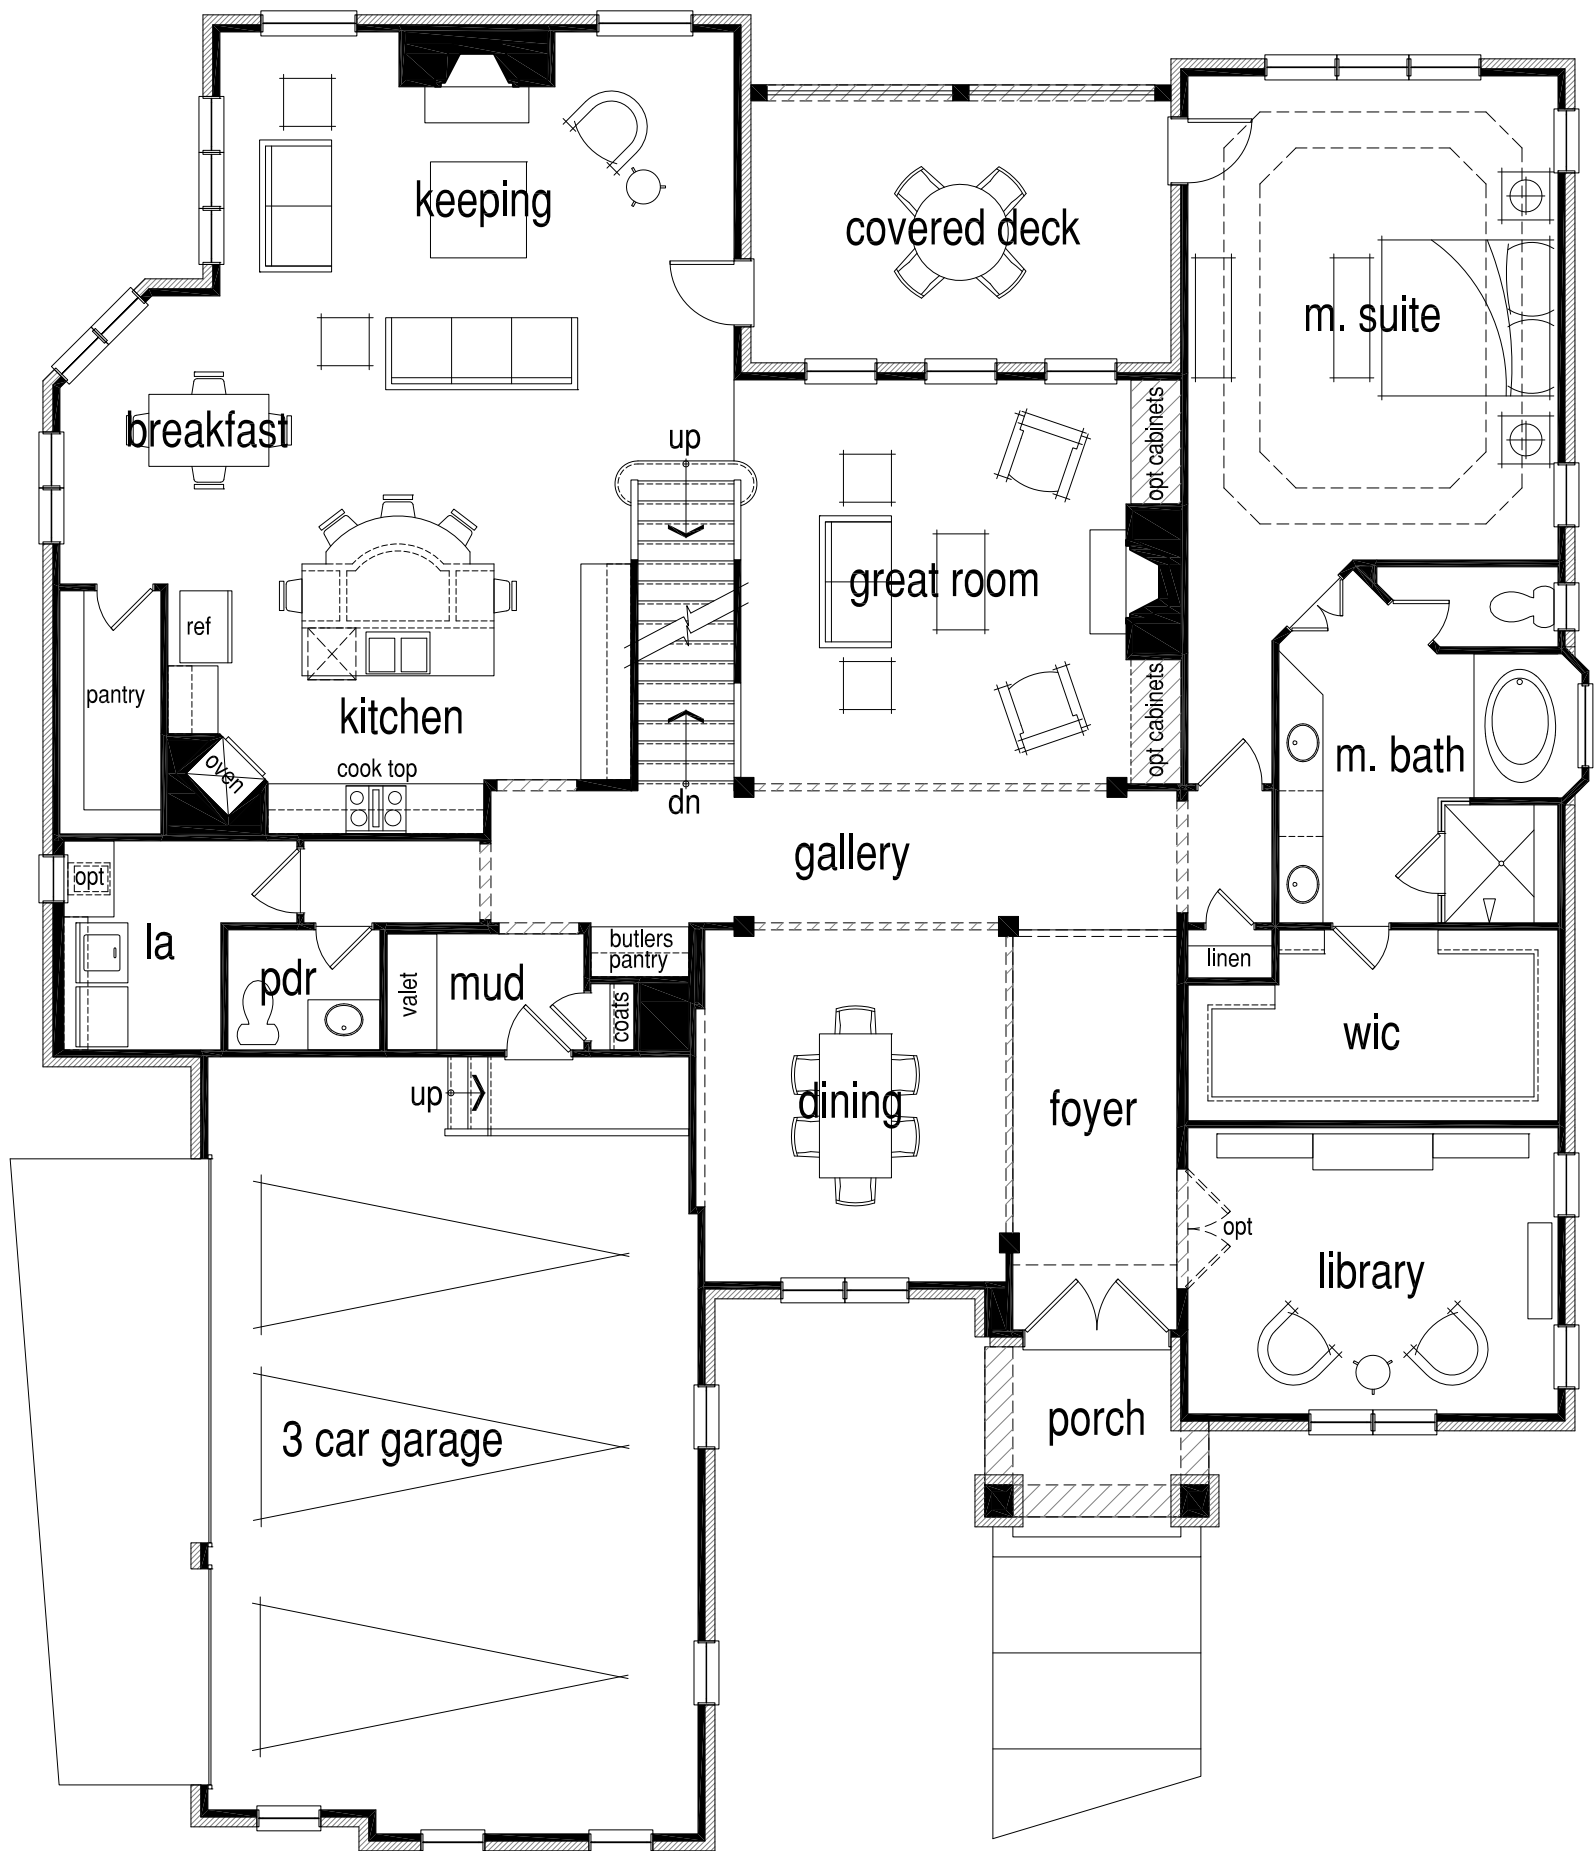 keeping
covered deck
m. suite
breakfast
up
opt cabinets
great room
ref
pantry
kitchen
opt cabinets
m. bath
oven
cook top
dn
gallery
opt
la
butlers
pantry
linen
pdr
valet
mud
coats
wic
up
dining
foyer
opt
library
3 car garage
porch